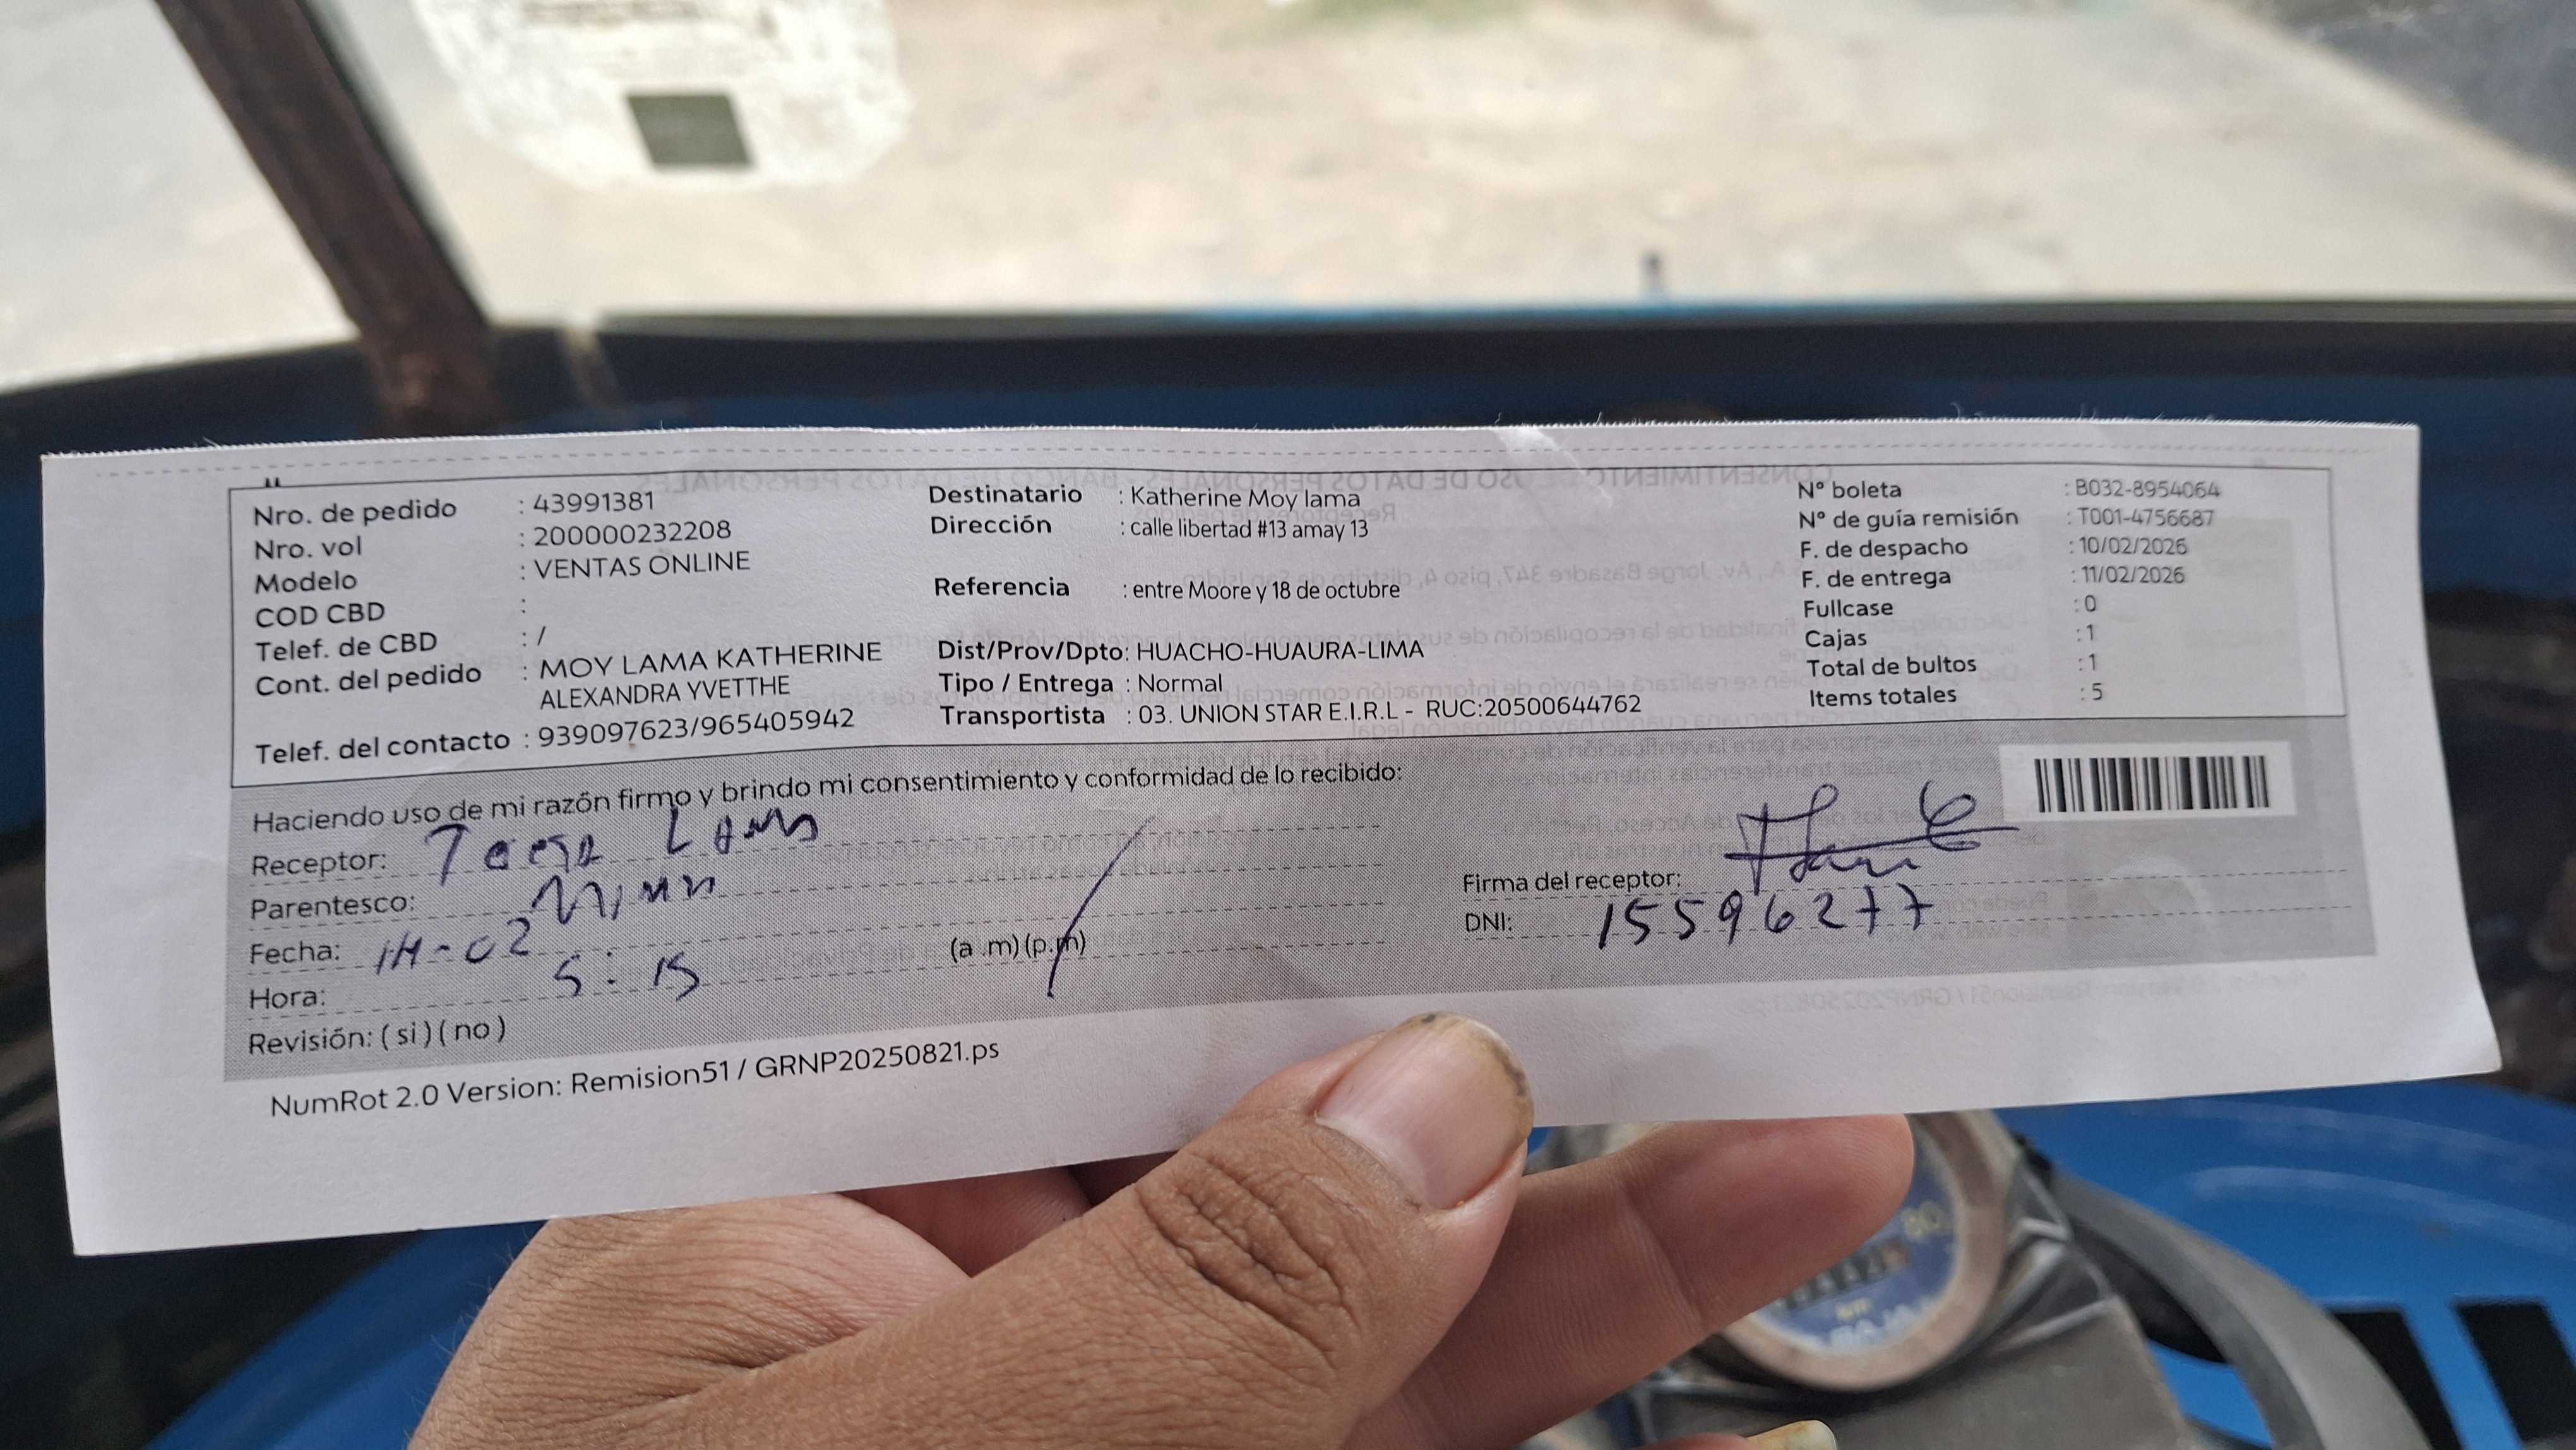 Nro. de pedido : 43991381
Nro. vol : 200000232208
Modelo : VENTAS ONLINE
COD CBD :
Telef. de CBD : /
Cont. del pedido : MOY LAMA KATHERINE
ALEXANDRA YVETTHE
Telef. del contacto : 939097623/965405942
Destinatario : Katherine Moy lama
Dirección : calle libertad #13 amay 13
Referencia : entre Moore y 18 de octubre
Dist/Prov/Dpto: HUACHO-HUAURA-LIMA
Tipo / Entrega : Normal
Transportista : 03. UNION STAR E.I.R.L - RUC:20500644762
N° boleta : B032-8954064
N° de guía remisión : T001-4756687
F. de despacho : 10/02/2026
F. de entrega : 11/02/2026
Fullcase : 0
Cajas : 1
Total de bultos : 1
Items totales : 5
Haciendo uso de mi razón firmo y brindo mi consentimiento y conformidad de lo recibido:
Receptor: Lama
Parentesco:
Fecha:
Hora: 5:15 (a .m) (p.m)
Revisión: ( si ) ( no )
Firma del receptor:
DNI: 15596277
NumRot 2.0 Version: Remision51 / GRNP20250821.ps